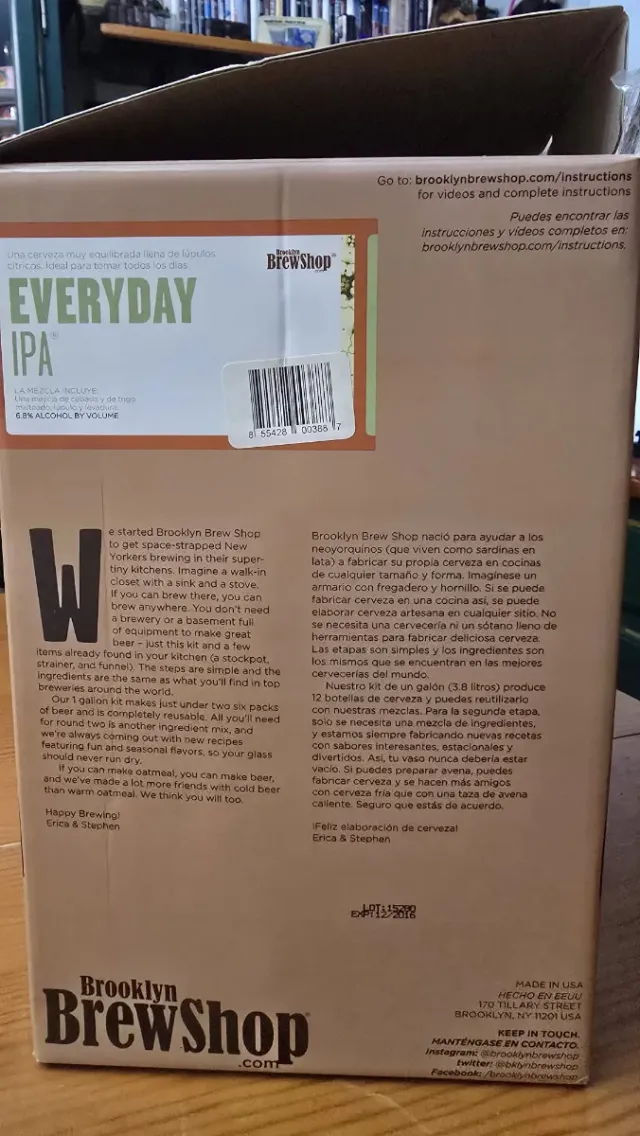 Go to: brooklynbrewshop.com/instructions
for videos and complete instructions
Puedes encontrar las
instrucciones y vídeos completos en:
brooklynbrewshop.com/instructions.
Una cerveza muy equilibrada llena de lúpulos
cítricos. Ideal para tomar todos los días
Brooklyn
BrewShop®
EVERYDAY
IPA®
LA MEZCLA INCLUYE:
Una mezcla de cebada y de trigo
malteado, lúpulo y levadura.
6.8% ALCOHOL BY VOLUME
8 55428 00388 7
We started Brooklyn Brew Shop
to get space-strapped New
Yorkers brewing in their super-
tiny kitchens. Imagine a walk-in
closet with a sink and a stove.
If you can brew there, you can
brew anywhere. You don't need
a brewery or a basement full
of equipment to make great
beer – just this kit and a few
items already found in your kitchen (a stockpot,
strainer, and funnel). The steps are simple and the
ingredients are the same as what you'll find in top
breweries around the world.
Our 1 gallon kit makes just under two six packs
of beer and is completely reusable. All you'll need
for round two is another ingredient mix, and
we're always coming out with new recipes
featuring fun and seasonal flavors, so your glass
should never run dry.
If you can make oatmeal, you can make beer,
and we've made a lot more friends with cold beer
than warm oatmeal. We think you will too.
Happy Brewing!
Erica & Stephen
Brooklyn Brew Shop nació para ayudar a los
neoyorquinos (que viven como sardinas en
lata) a fabricar su propia cerveza en cocinas
de cualquier tamaño y forma. Imagínese un
armario con fregadero y hornillo. Si se puede
fabricar cerveza en una cocina así, se puede
elaborar cerveza artesana en cualquier sitio. No
se necesita una cervecería ni un sótano lleno de
herramientas para fabricar deliciosa cerveza.
Las etapas son simples y los ingredientes son
los mismos que se encuentran en las mejores
cervecerías del mundo.
Nuestro kit de un galón (3.8 litros) produce
12 botellas de cerveza y puedes reutilizarlo
con nuestras mezclas. Para la segunda etapa,
solo se necesita una mezcla de ingredientes,
y estamos siempre fabricando nuevas recetas
con sabores interesantes, estacionales y
divertidos. Así, tu vaso nunca debería estar
vacío. Si puedes preparar avena, puedes
fabricar cerveza y se hacen más amigos
con cerveza fría que con una taza de avena
caliente. Seguro que estás de acuerdo.
¡Feliz elaboración de cerveza!
Erica & Stephen
LOT:15280
EXP:12/2016
Brooklyn
BrewShop®
.com
MADE IN USA
HECHO EN EEUU
170 TILLARY STREET
BROOKLYN, NY 11201 USA
KEEP IN TOUCH.
MANTÉNGASE EN CONTACTO.
Instagram: @brooklynbrewshop
twitter: @bklynbrewshop
Facebook: /brooklynbrewshop